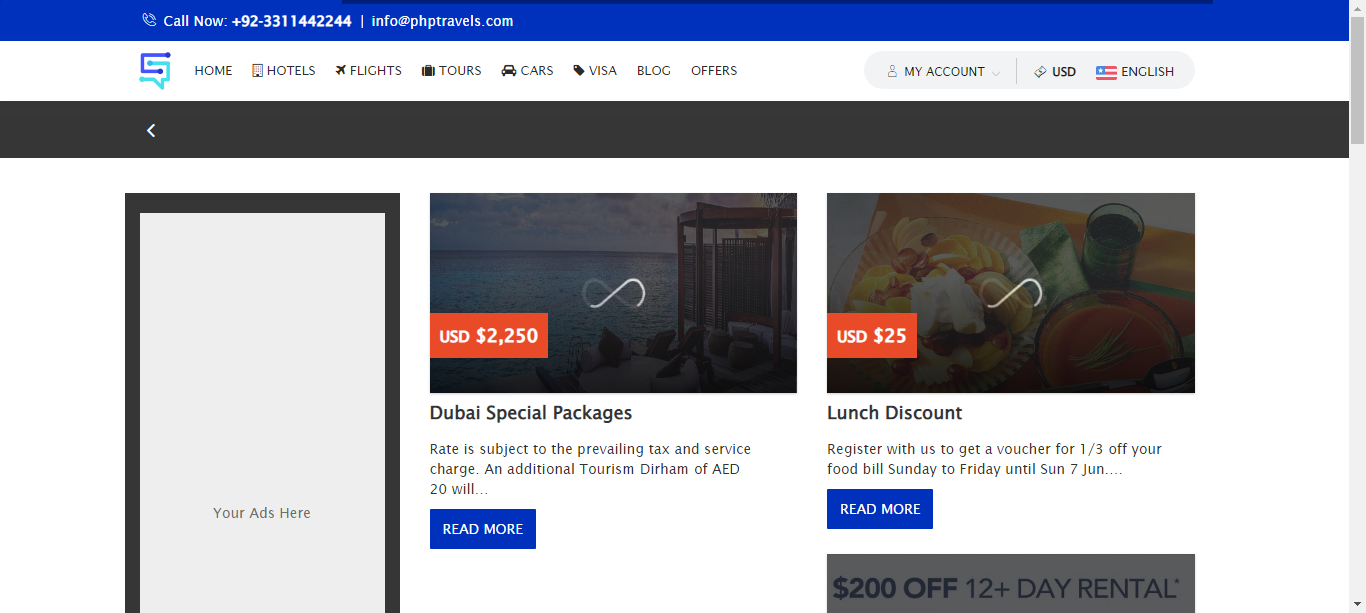 Call Now: +92-3311442244 | info@phptravels.com
HOME HOTELS FLIGHTS TOURS CARS VISA BLOG OFFERS MY ACCOUNT USD ENGLISH
USD $2,250
USD $25
Dubai Special Packages
Rate is subject to the prevailing tax and service
charge. An additional Tourism Dirham of AED
20 will...
READ MORE
Lunch Discount
Register with us to get a voucher for 1/3 off your
food bill Sunday to Friday until Sun 7 Jun....
READ MORE
Your Ads Here
$200 OFF 12+ DAY RENTAL*